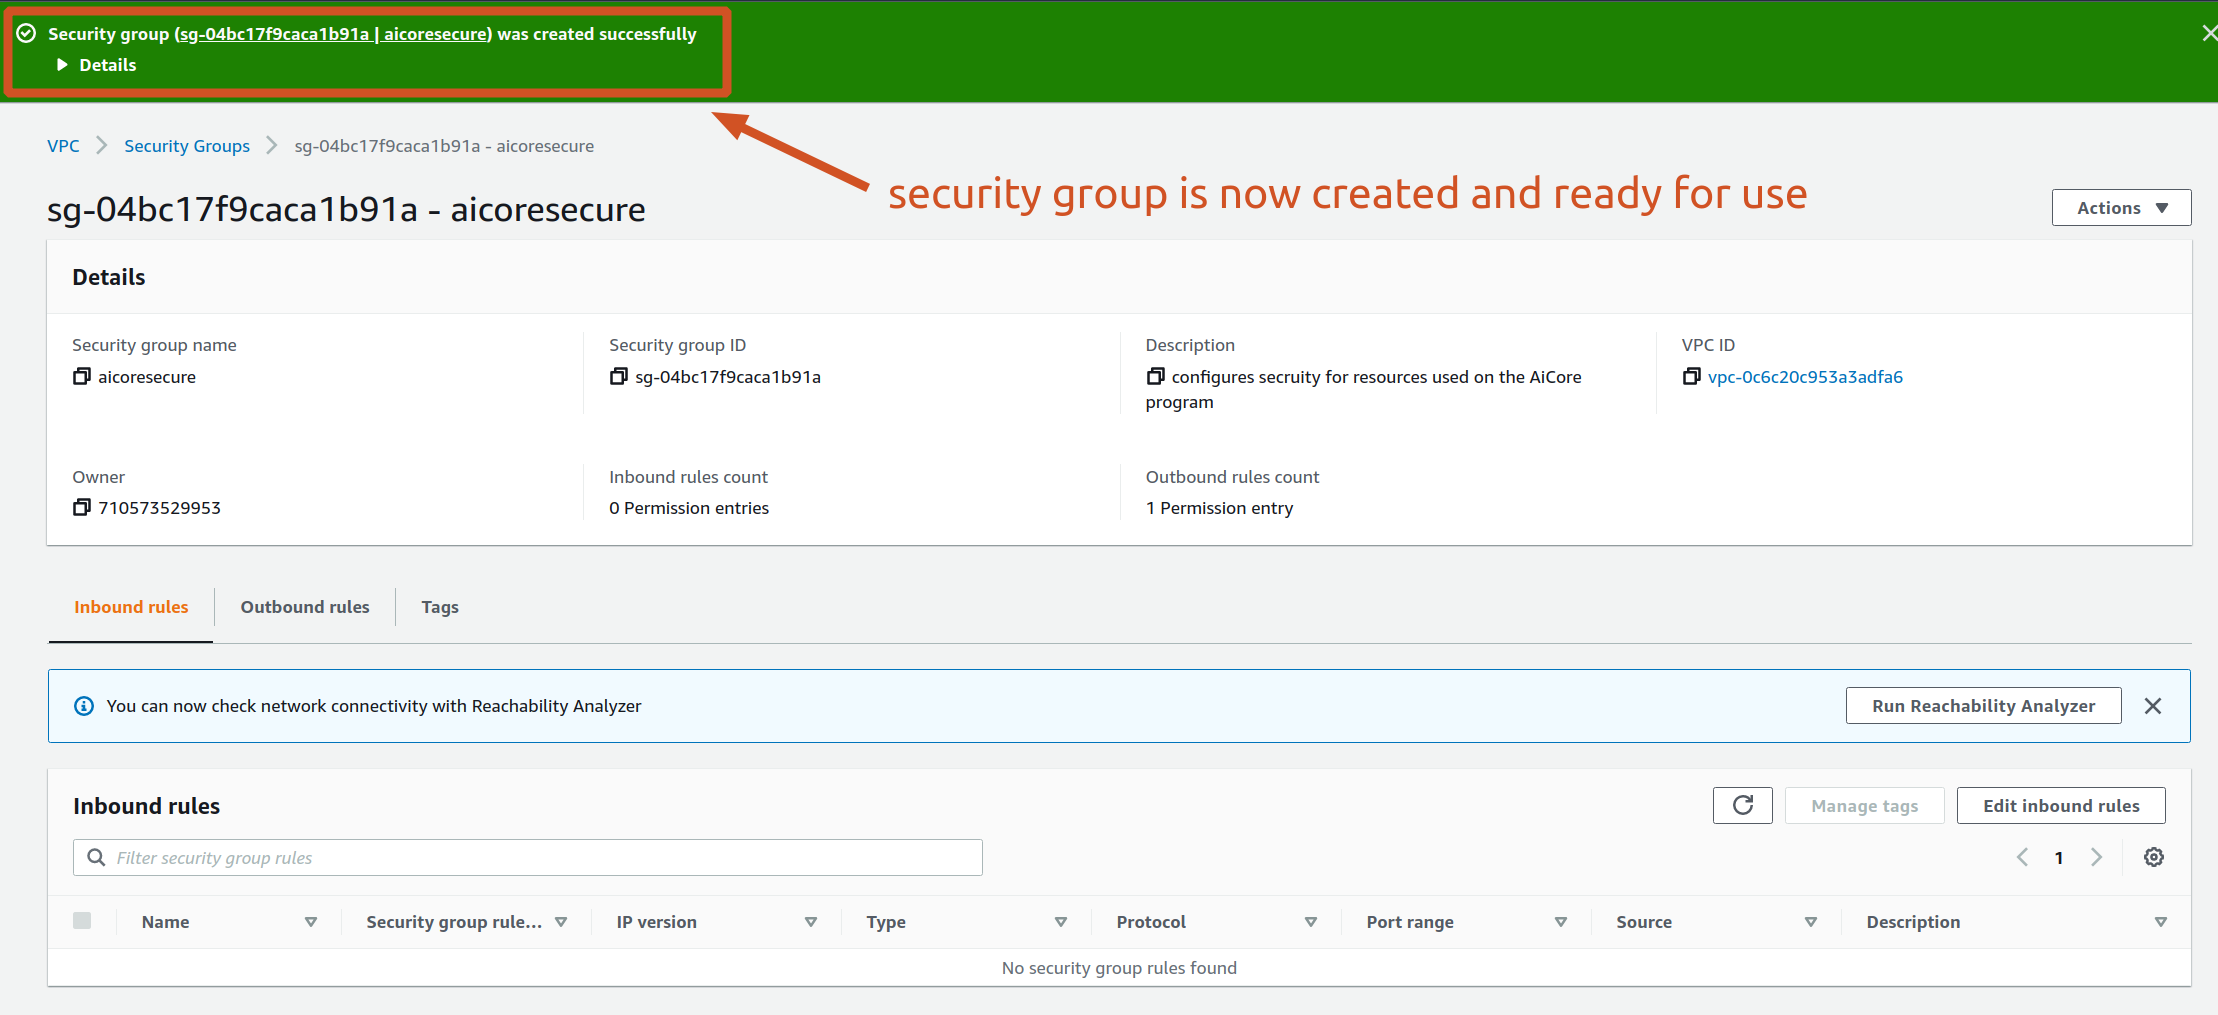 Security group (sg-04bc17f9caca1b91a | aicoresecure) was created successfully
Details
VPC
Security Groups
sg-04bc17f9caca1b91a - aicoresecure
sg-04bc17f9caca1b91a - aicoresecure
security group is now created and ready for use
Actions
Details
Security group name
aicoresecure
Security group ID
sg-04bc17f9caca1b91a
Description
configures secruity for resources used on the AiCore
program
VPC ID
vpc-0c6c20c953a3adfa6
Owner
710573529953
Inbound rules count
0 Permission entries
Outbound rules count
1 Permission entry
Inbound rules
Outbound rules
Tags
You can now check network connectivity with Reachability Analyzer
Run Reachability Analyzer
Inbound rules
Manage tags
Edit inbound rules
Filter security group rules
1
Name
Security group rule...
IP version
Type
Protocol
Port range
Source
Description
No security group rules found